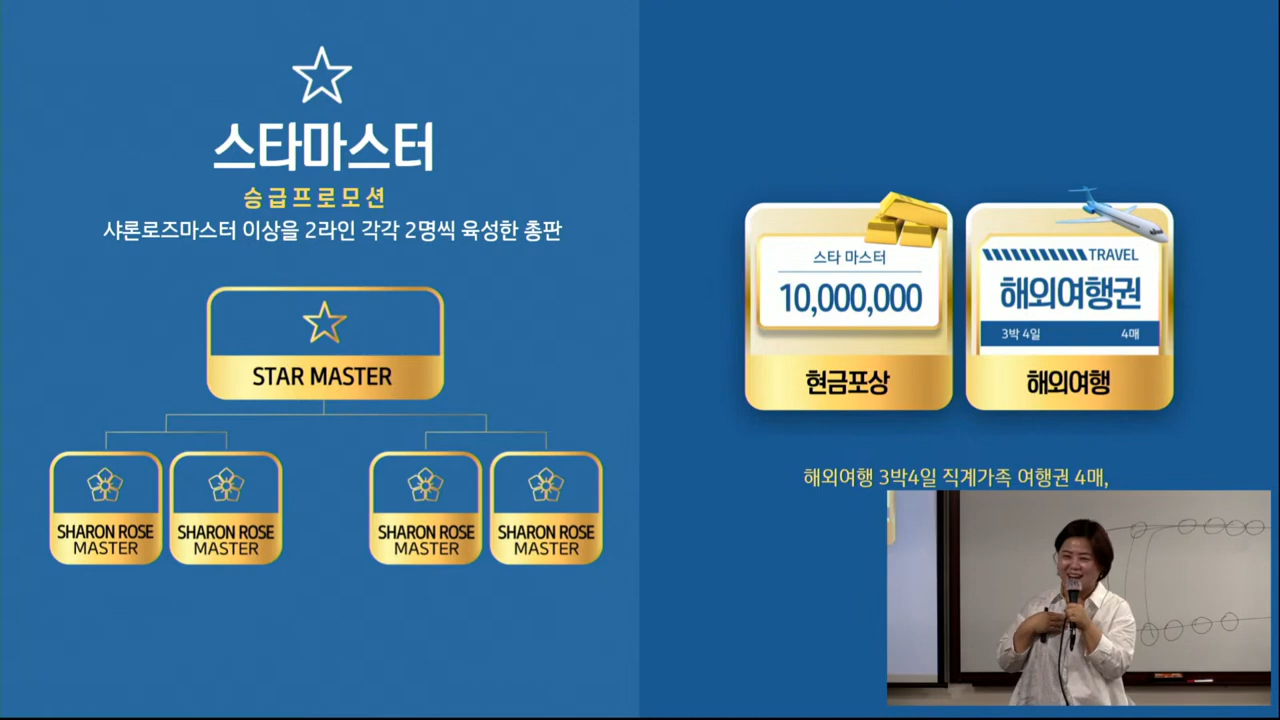 스타마스터
승급프로모션
샤론로즈마스터 이상을 2라인 각각 2명씩 육성한 총판
STAR MASTER
SHARON ROSE
MASTER
SHARON ROSE
MASTER
SHARON ROSE
MASTER
SHARON ROSE
MASTER
스타 마스터
10,000,000
현금포상
TRAVEL
해외여행권
3박 4일 4매
해외여행
해외여행 3박4일 직계가족 여행권 4매,